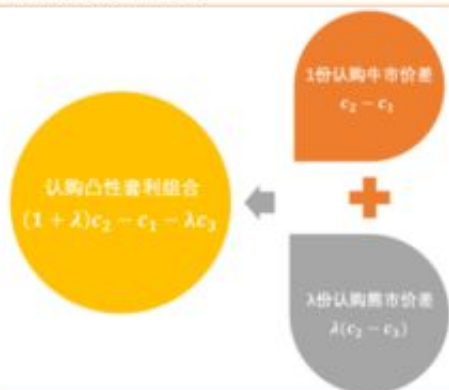 认购凸性套利组合
(1 + λ)c₂ − c₁ − λc₃
1份认购牛市价差
c₂ − c₁
λ份认购熊市价差
λ(c₂ − c₃)